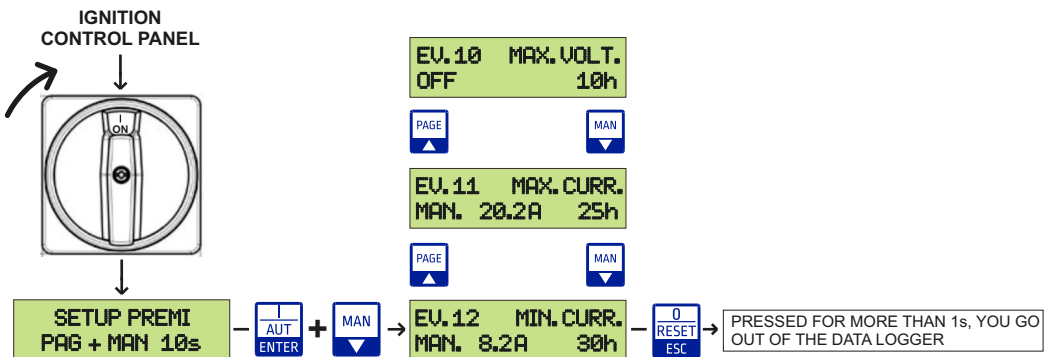 IGNITION
CONTROL PANEL
I
ON
EV.10 MAX.VOLT.
OFF 10h
PAGE
MAN
EV.11 MAX.CURR.
MAN. 20.2A 25h
PAGE
MAN
SETUP PREMI
PAG + MAN 10s
I
AUT
ENTER
+
MAN
EV.12 MIN.CURR.
MAN. 8.2A 30h
0
RESET
ESC
PRESSED FOR MORE THAN 1s, YOU GO
OUT OF THE DATA LOGGER